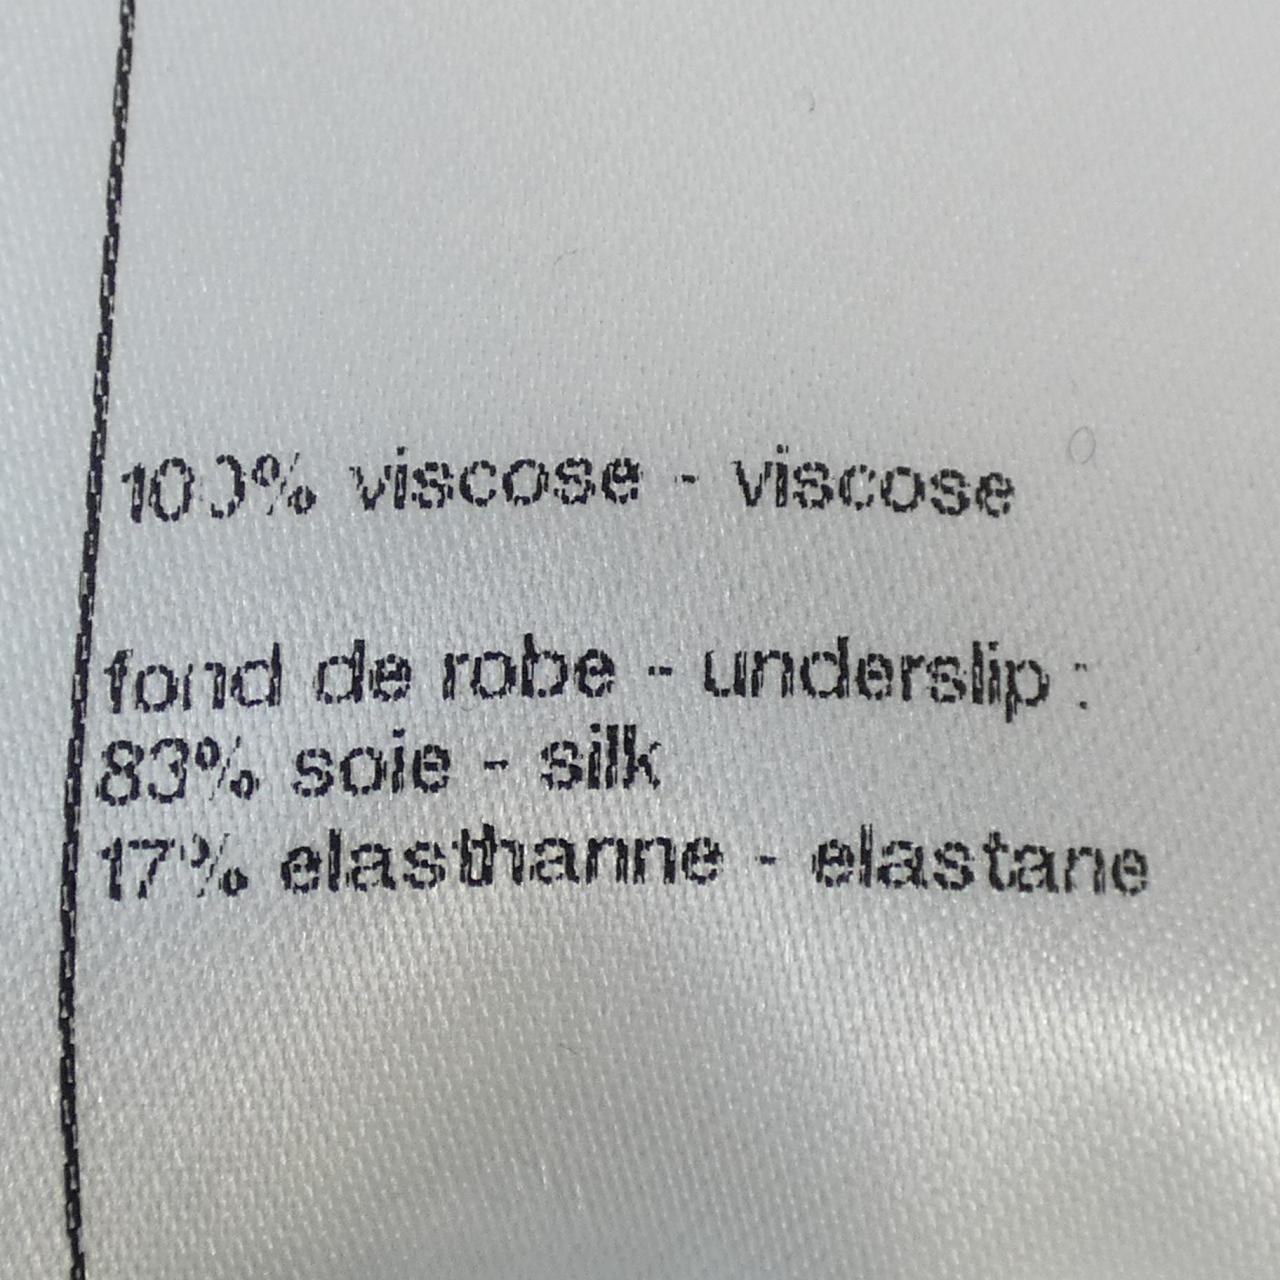 100% viscose - viscose
fond de robe - underslip :
83% soie - silk
17% elasthanne - elastane